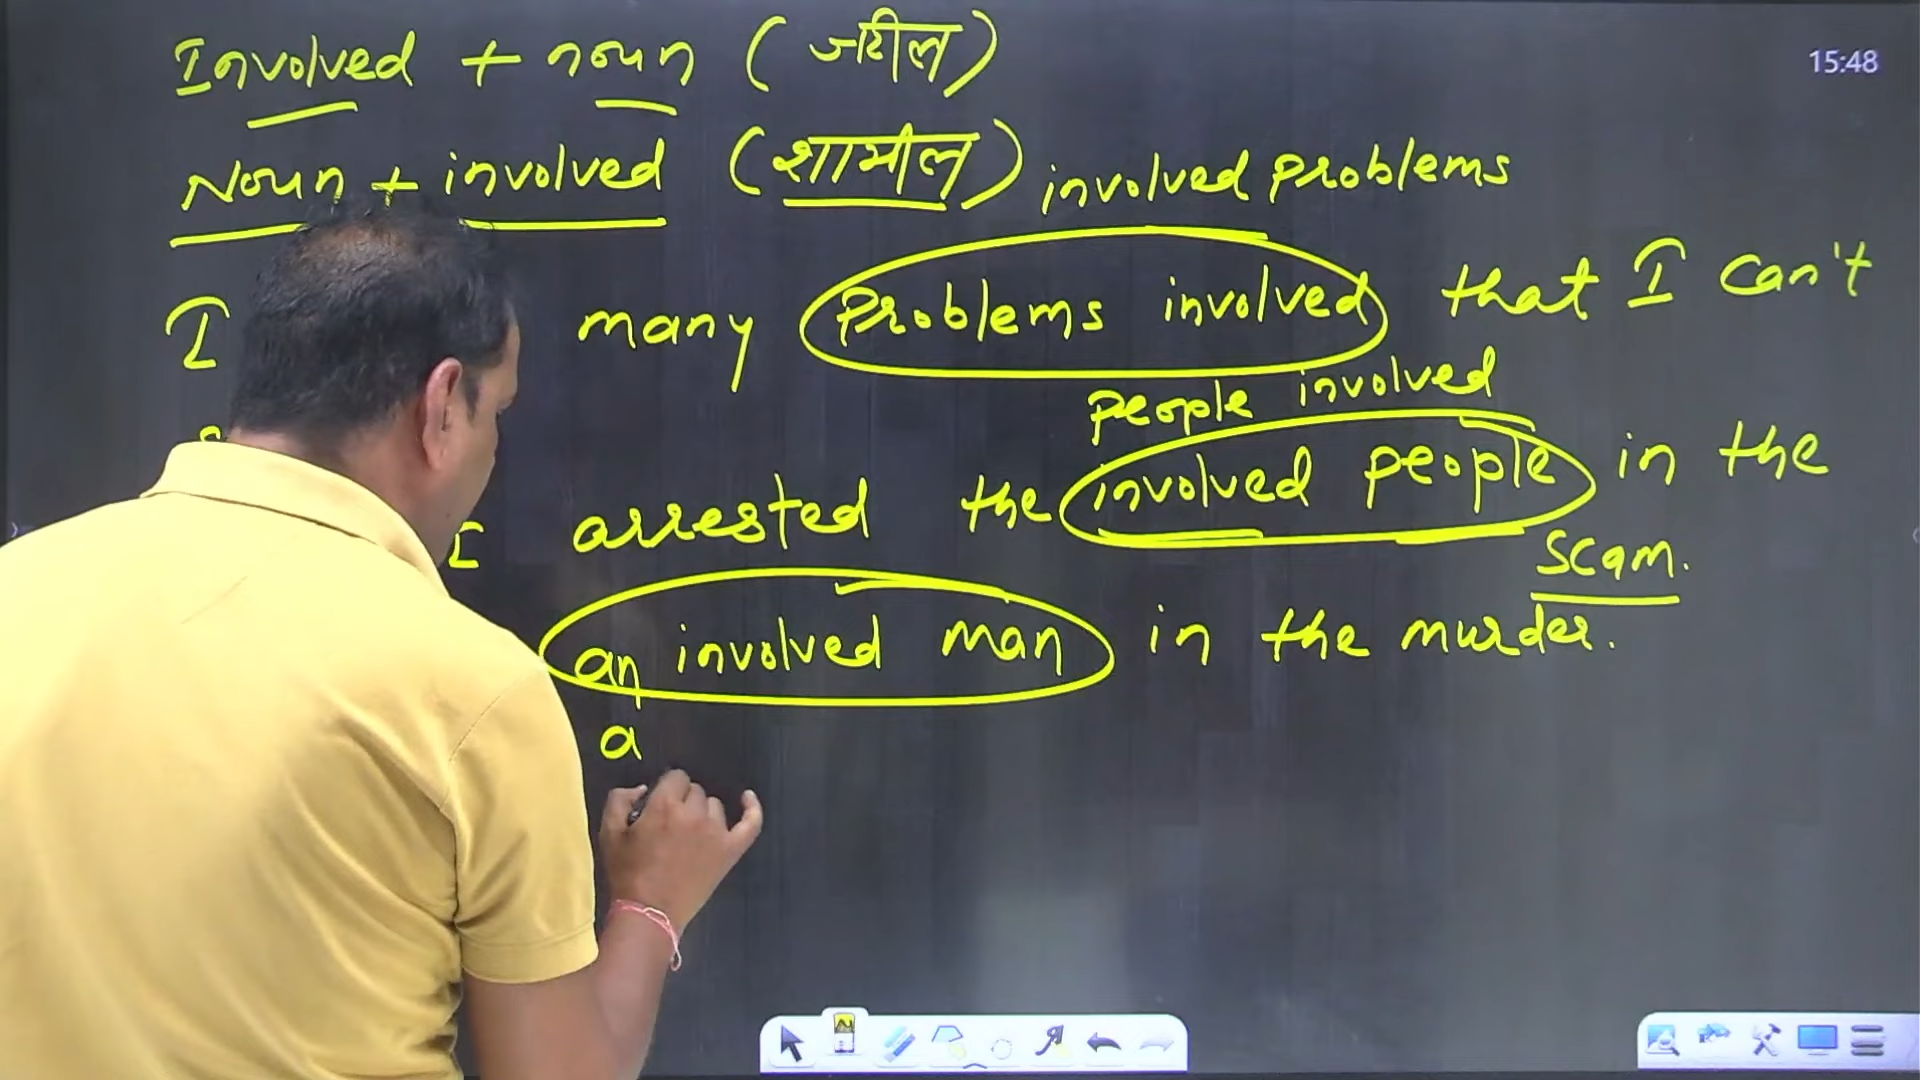 Involved + noun (जटील)
15:48
Noun + involved (शामील) involved problems
I many problems involved that I can't
people involved
I arrested the involved people in the
scam.
an involved man in the murder.
a